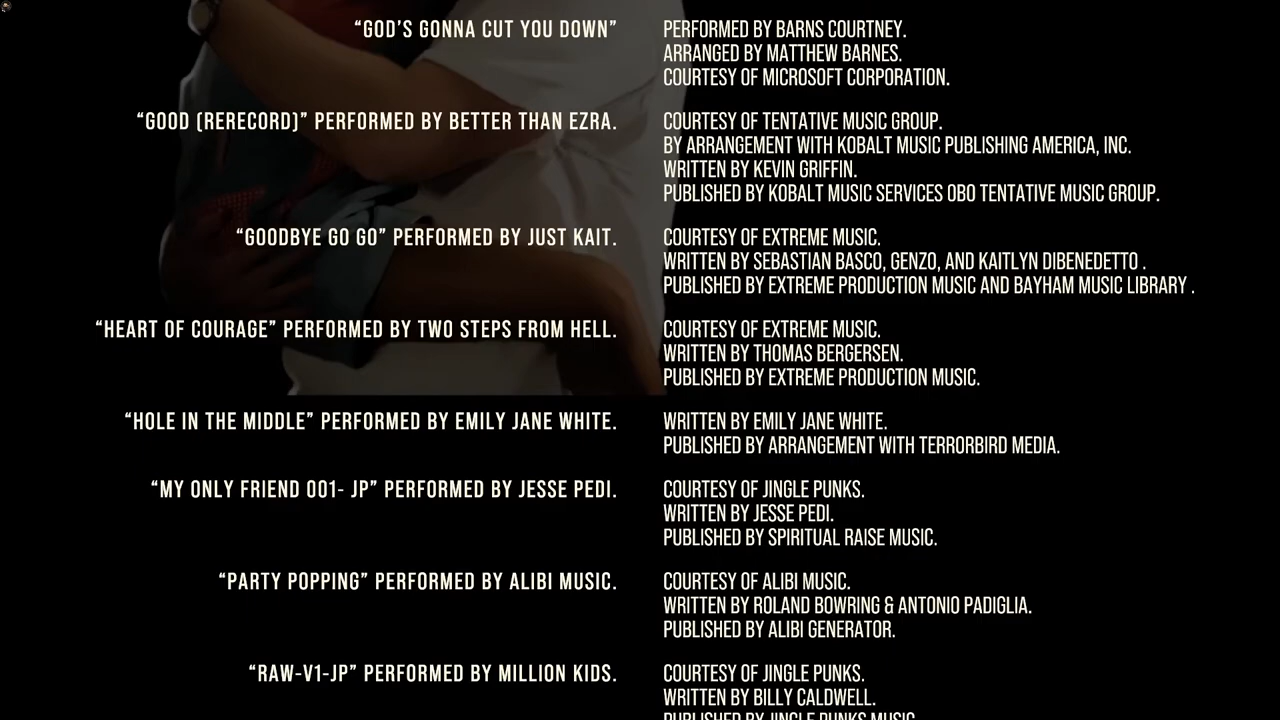 “GOD’S GONNA CUT YOU DOWN” PERFORMED BY BARNS COURTNEY.
ARRANGED BY MATTHEW BARNES.
COURTESY OF MICROSOFT CORPORATION.
“GOOD (RERECORD)” PERFORMED BY BETTER THAN EZRA. COURTESY OF TENTATIVE MUSIC GROUP.
BY ARRANGEMENT WITH KOBALT MUSIC PUBLISHING AMERICA, INC.
WRITTEN BY KEVIN GRIFFIN.
PUBLISHED BY KOBALT MUSIC SERVICES OBO TENTATIVE MUSIC GROUP.
“GOODBYE GO GO” PERFORMED BY JUST KAIT. COURTESY OF EXTREME MUSIC.
WRITTEN BY SEBASTIAN BASCO, GENZO, AND KAITLYN DIBENEDETTO .
PUBLISHED BY EXTREME PRODUCTION MUSIC AND BAYHAM MUSIC LIBRARY .
“HEART OF COURAGE” PERFORMED BY TWO STEPS FROM HELL. COURTESY OF EXTREME MUSIC.
WRITTEN BY THOMAS BERGERSEN.
PUBLISHED BY EXTREME PRODUCTION MUSIC.
“HOLE IN THE MIDDLE” PERFORMED BY EMILY JANE WHITE. WRITTEN BY EMILY JANE WHITE.
PUBLISHED BY ARRANGEMENT WITH TERRORBIRD MEDIA.
“MY ONLY FRIEND 001- JP” PERFORMED BY JESSE PEDI. COURTESY OF JINGLE PUNKS.
WRITTEN BY JESSE PEDI.
PUBLISHED BY SPIRITUAL RAISE MUSIC.
“PARTY POPPING” PERFORMED BY ALIBI MUSIC. COURTESY OF ALIBI MUSIC.
WRITTEN BY ROLAND BOWRING & ANTONIO PADIGLIA.
PUBLISHED BY ALIBI GENERATOR.
“RAW-V1-JP” PERFORMED BY MILLION KIDS. COURTESY OF JINGLE PUNKS.
WRITTEN BY BILLY CALDWELL.
PUBLISHED BY JINGLE PUNKS MUSIC.